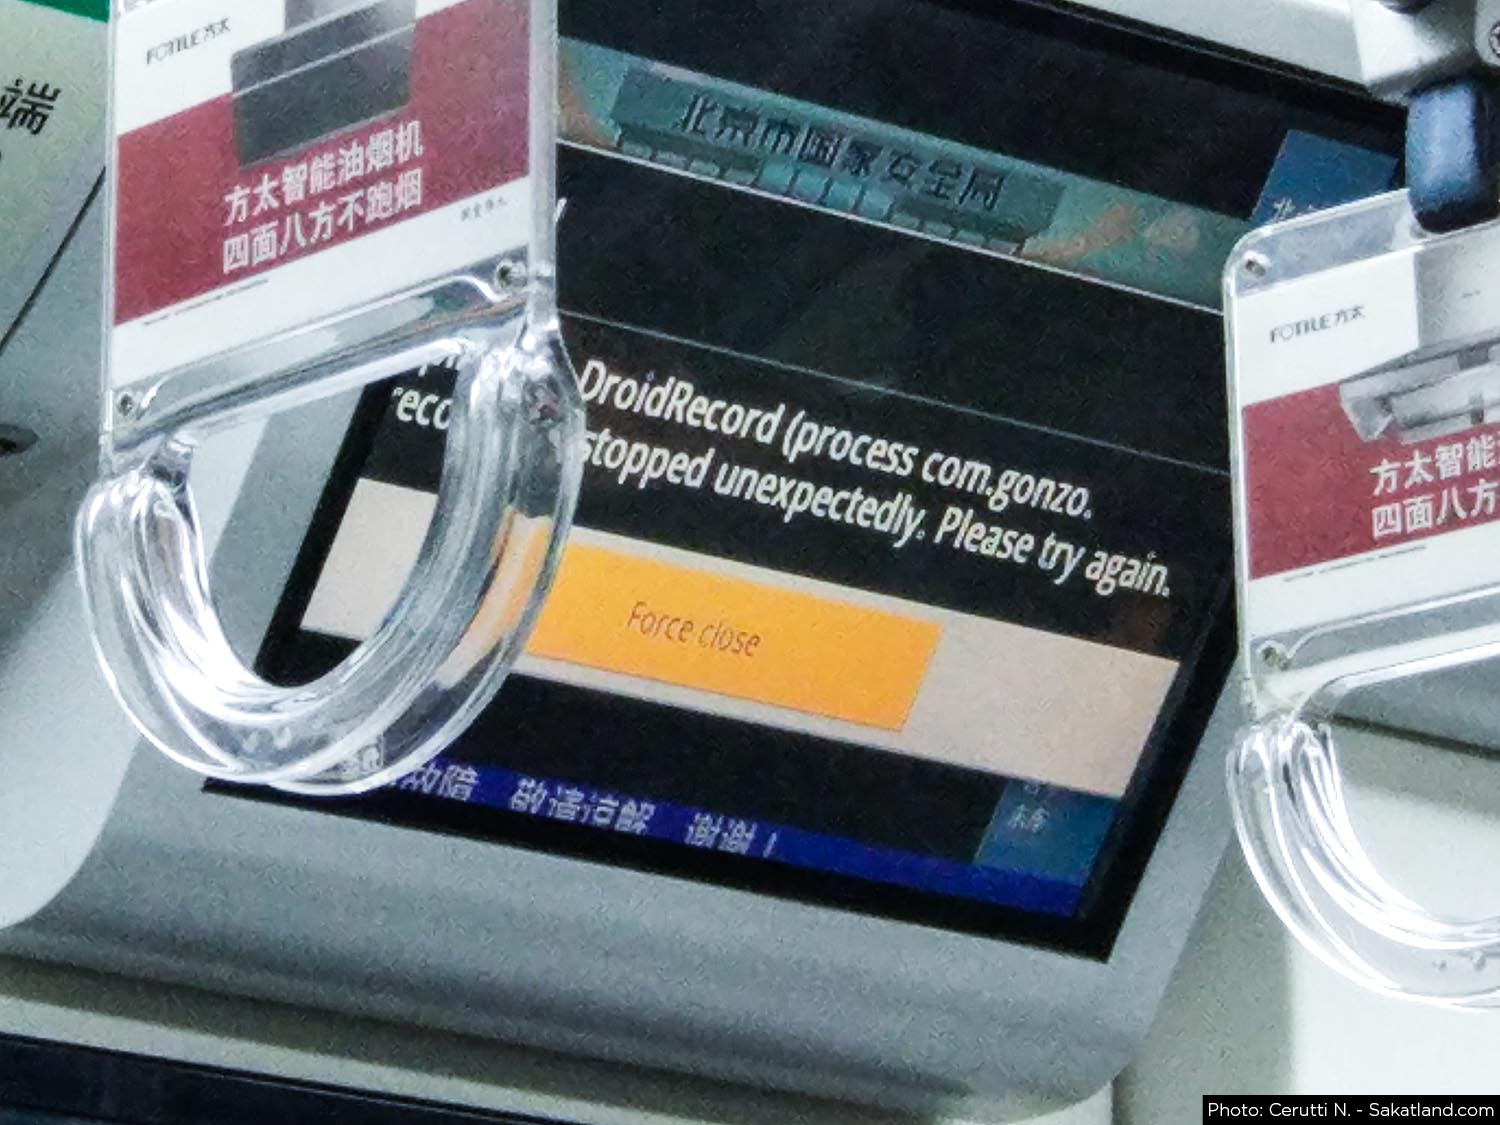 FOTILE方太
方太智能油烟机
四面八方不跑烟
端
北京市国家安全局
北
DroidRecord (process com.gonzo.
stopped unexpectedly. Please try again.
Force close
敬请谅解 谢谢！
FOTILE方太
方太智能
四面八方
Photo: Cerutti N. - Sakatland.com